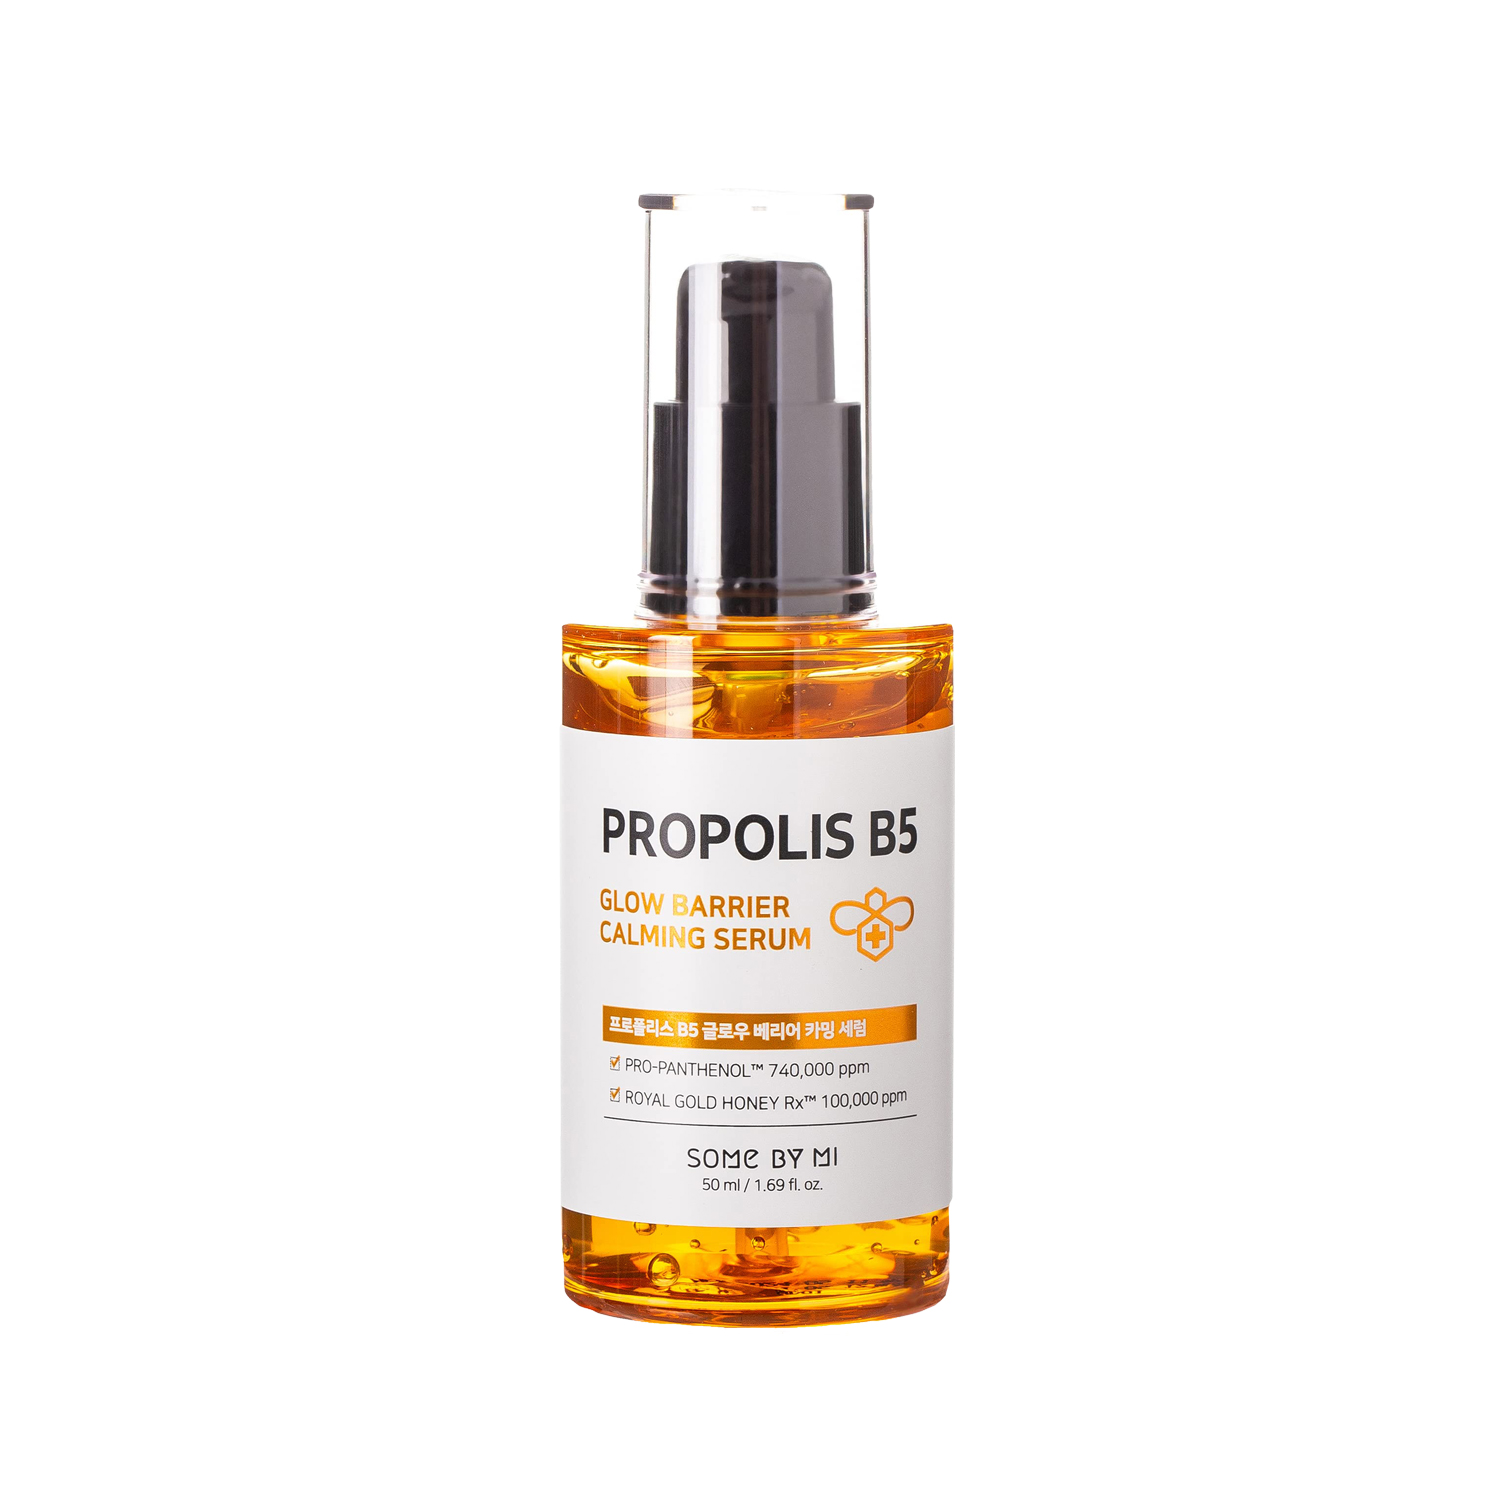 PROPOLIS B5
GLOW BARRIER
CALMING SERUM
프로폴리스 B5 글로우 베리어 카밍 세럼
PRO-PANTHENOL™ 740,000 ppm
ROYAL GOLD HONEY Rx™ 100,000 ppm
SOME BY MI
50 ml / 1.69 fl. oz.